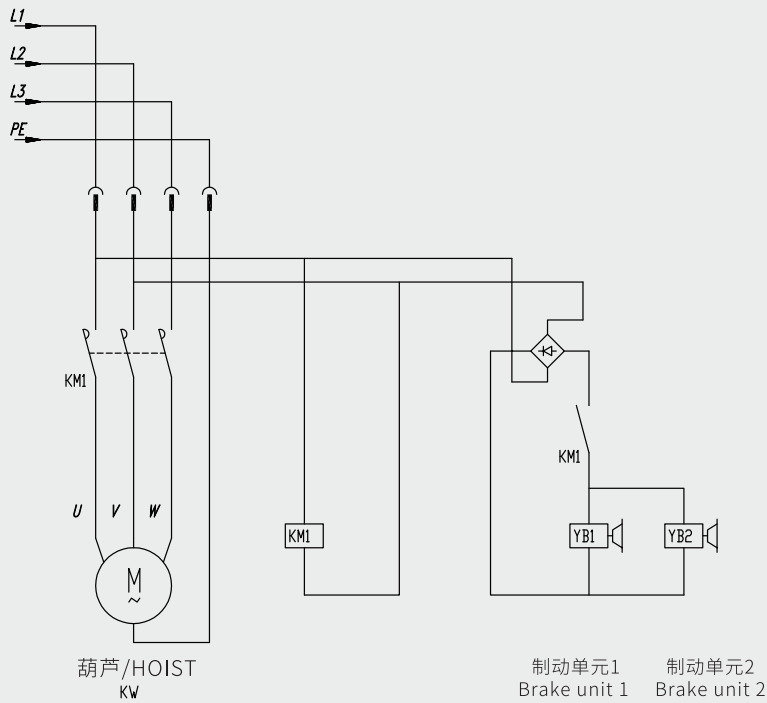 L1
L2
L3
PE
KM1
KM1
U V W
KM1
YB1 YB2
M
~
葫芦/HOIST
KW
制动单元1 制动单元2
Brake unit 1 Brake unit 2